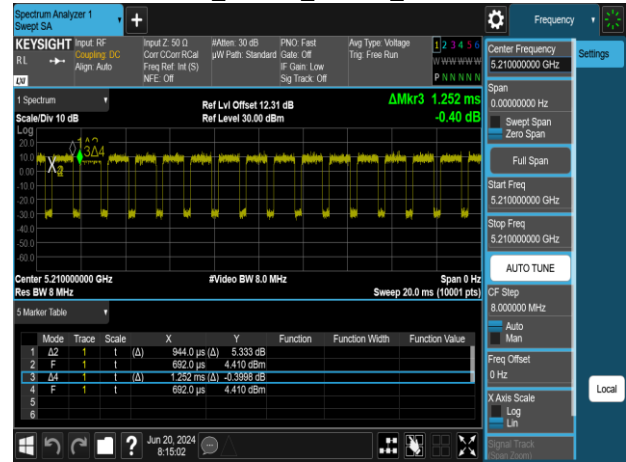 Spectrum Analyzer 1
Swept SA
Frequency
KEYSIGHT
RL
LXI
Input: RF
Coupling: DC
Align: Auto
Input Z: 50 Ω
Corr CCorr RCal
Freq Ref: Int (S)
NFE: Off
#Atten: 30 dB
µW Path: Standard
PNO: Fast
Gate: Off
IF Gain: Low
Sig Track: Off
Avg Type: Voltage
Trig: Free Run
1 2 3 4 5 6
W W W W W W
P N N N N N
1 Spectrum
Scale/Div 10 dB
Ref Lvl Offset 12.31 dB
Ref Level 30.00 dBm
ΔMkr3 1.252 ms
-0.40 dB
Log
20.0
10.0
0.00
-10.0
-20.0
-30.0
-40.0
-50.0
-60.0
3Δ4
Center 5.210000000 GHz
Res BW 8 MHz
#Video BW 8.0 MHz
Span 0 Hz
Sweep 20.0 ms (10001 pts)
5 Marker Table
Mode Trace Scale X Y Function Function Width Function Value
1 Δ2 1 t (Δ) 944.0 µs (Δ) 5.333 dB
2 F 1 t 692.0 µs 4.410 dBm
3 Δ4 1 t (Δ) 1.252 ms (Δ) -0.3998 dB
4 F 1 t 692.0 µs 4.410 dBm
5
6
Jun 20, 2024
8:15:02
Center Frequency
5.210000000 GHz
Span
0.00000000 Hz
Swept Span
Zero Span
Full Span
Start Freq
5.210000000 GHz
Stop Freq
5.210000000 GHz
AUTO TUNE
CF Step
8.000000 MHz
Auto
Man
Freq Offset
0 Hz
X Axis Scale
Log
Lin
Signal Track
(Span Zoom)
Settings
Local